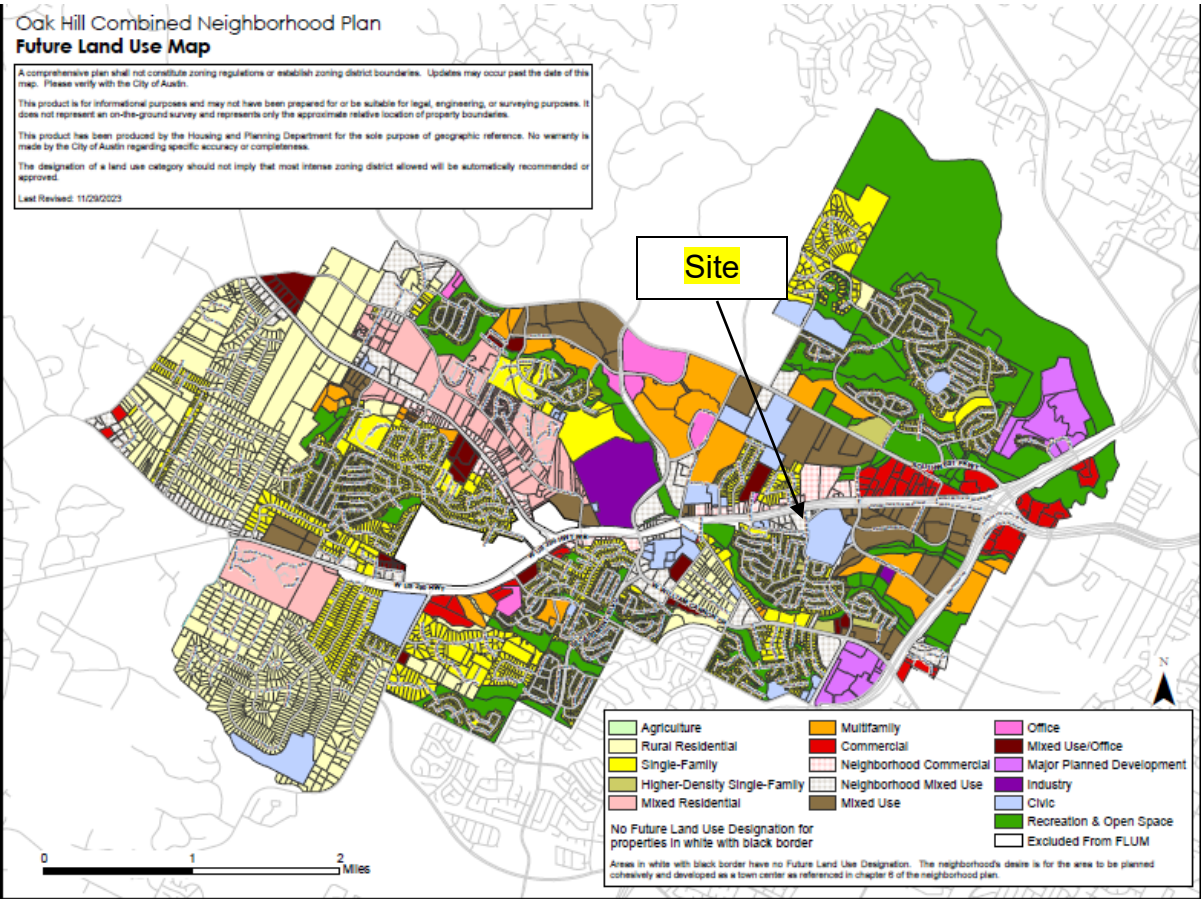 Oak Hill Combined Neighborhood Plan
Future Land Use Map
A comprehensive plan shall not constitute zoning regulations or establish zoning district boundaries. Updates may occur past the date of this
map. Please verify with the City of Austin.
This product is for informational purposes and may not have been prepared for or be suitable for legal, engineering, or surveying purposes. It
does not represent an on-the-ground survey and represents only the approximate relative location of property boundaries.
This product has been produced by the Housing and Planning Department for the sole purpose of geographic reference. No warranty is
made by the City of Austin regarding specific accuracy or completeness.
The designation of a land use category should not imply that most intense zoning district allowed will be automatically recommended or
approved.
Last Revised: 11/29/2023
Site
W US 290 HWY
N
Agriculture
Rural Residential
Single-Family
Higher-Density Single-Family
Mixed Residential
Multifamily
Commercial
Neighborhood Commercial
Neighborhood Mixed Use
Mixed Use
Office
Mixed Use/Office
Major Planned Development
Industry
Civic
Recreation & Open Space
Excluded From FLUM
No Future Land Use Designation for
properties in white with black border
Areas in white with black border have no Future Land Use Designation. The neighborhood's desire is for the area to be planned
cohesively and developed as a town center as referenced in chapter 6 of the neighborhood plan.
0 1 2
Miles